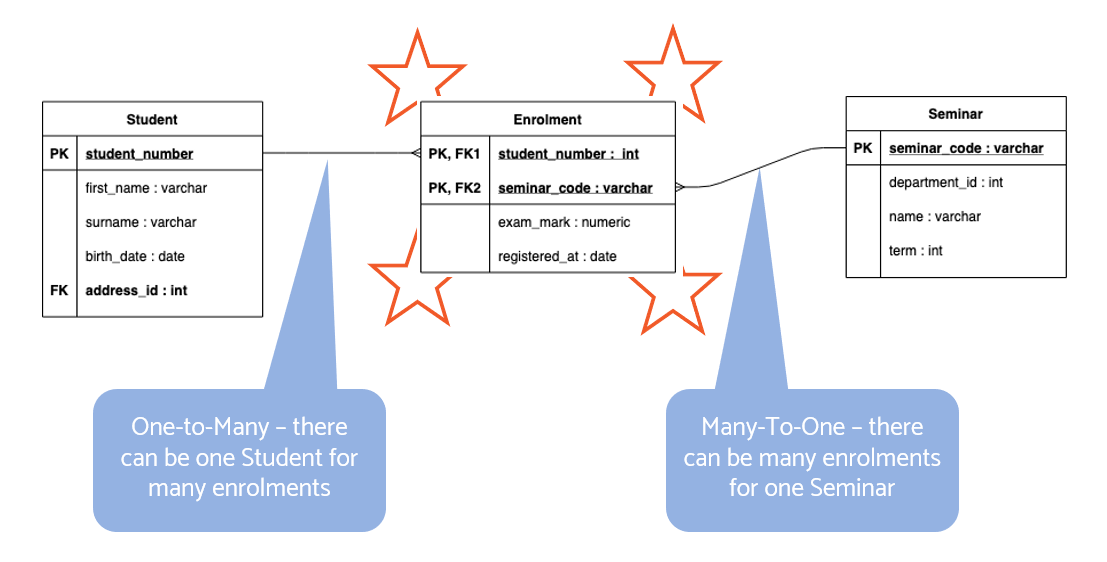 Student
PK student_number
first_name : varchar
surname : varchar
birth_date : date
FK address_id : int
Enrolment
PK, FK1 student_number : int
PK, FK2 seminar_code : varchar
exam_mark : numeric
registered_at : date
Seminar
PK seminar_code : varchar
department_id : int
name : varchar
term : int
One-to-Many – there
can be one Student for
many enrolments
Many-To-One – there
can be many enrolments
for one Seminar